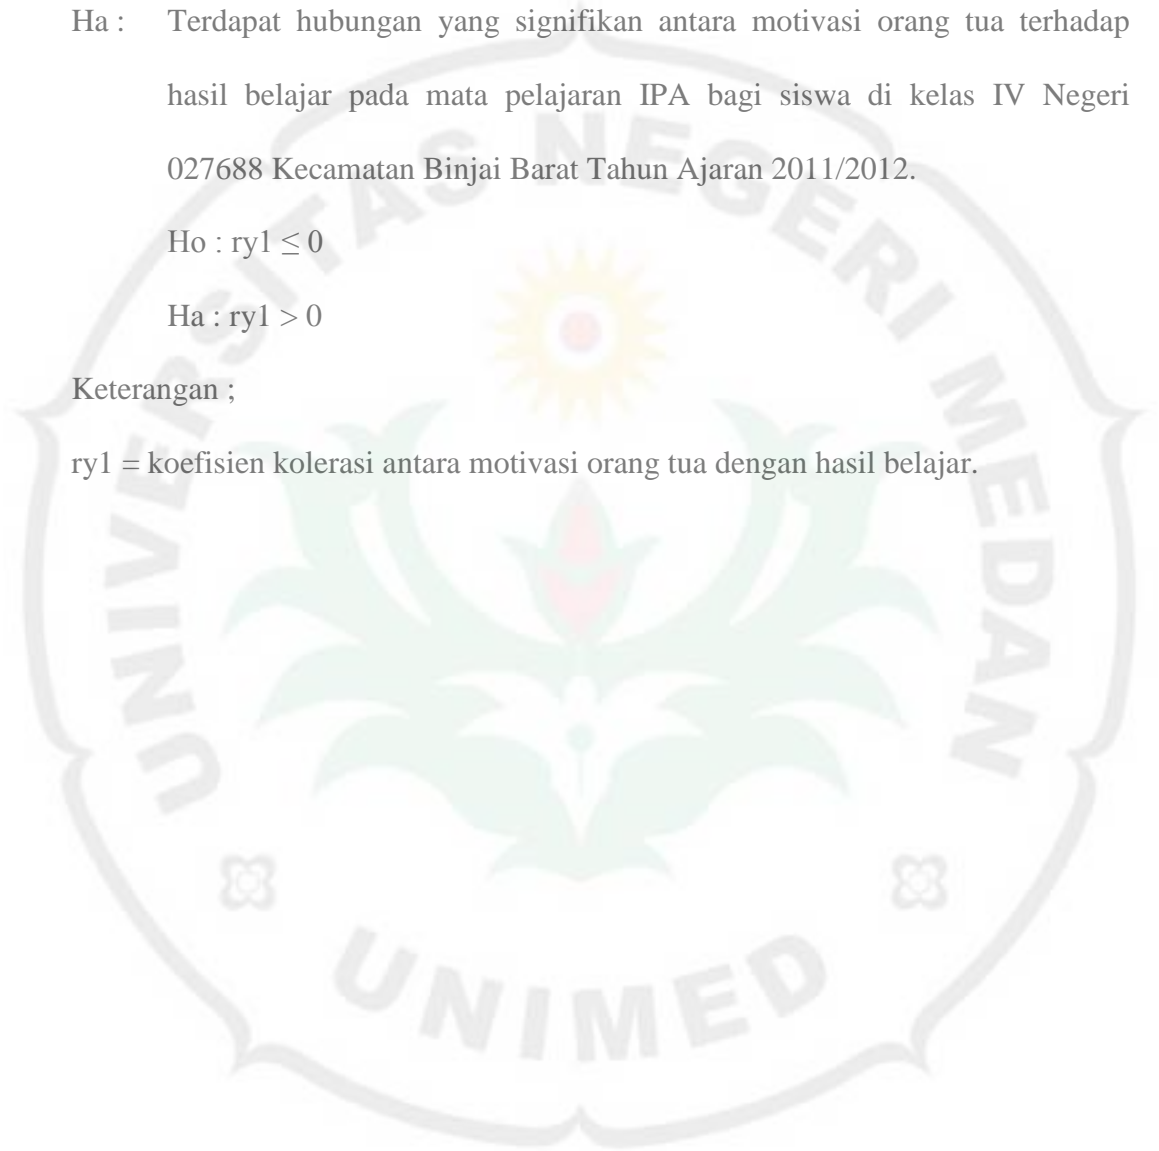 Ha : Terdapat hubungan yang signifikan antara motivasi orang tua terhadap
hasil belajar pada mata pelajaran IPA bagi siswa di kelas IV Negeri
027688 Kecamatan Binjai Barat Tahun Ajaran 2011/2012.
Ho : ry1 ≤ 0
Ha : ry1 > 0
Keterangan ;
ry1 = koefisien kolerasi antara motivasi orang tua dengan hasil belajar.
UNIVERSITAS NEGERI MEDAN
UNIMED